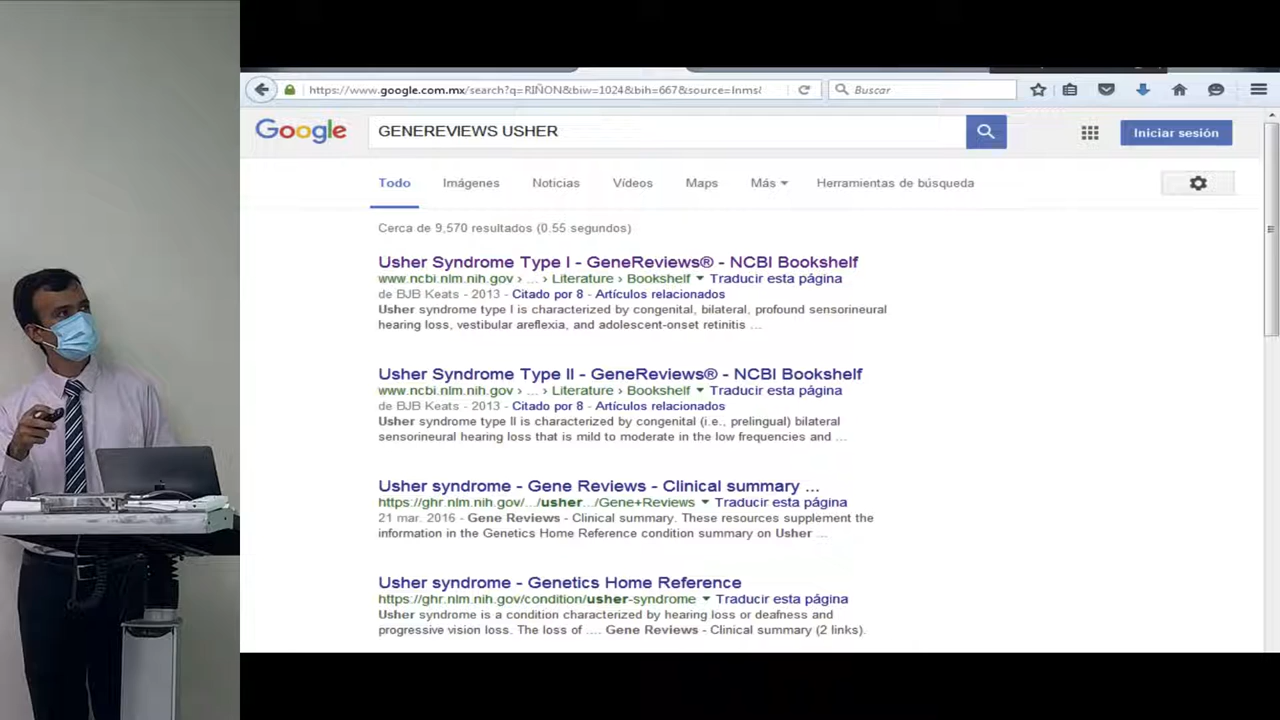 https://www.google.com.mx/search?q=RIÑON&biw=1024&bih=667&source=lnms&
Buscar
Google
GENEREVIEWS USHER
Iniciar sesión
Todo Imágenes Noticias Vídeos Maps Más Herramientas de búsqueda
Cerca de 9,570 resultados (0.55 segundos)
Usher Syndrome Type I - GeneReviews® - NCBI Bookshelf
www.ncbi.nlm.nih.gov › ... › Literature › Bookshelf Traducir esta página
de BJB Keats - 2013 - Citado por 8 - Artículos relacionados
Usher syndrome type I is characterized by congenital, bilateral, profound sensorineural
hearing loss, vestibular areflexia, and adolescent-onset retinitis ...
Usher Syndrome Type II - GeneReviews® - NCBI Bookshelf
www.ncbi.nlm.nih.gov › ... › Literature › Bookshelf Traducir esta página
de BJB Keats - 2013 - Citado por 8 - Artículos relacionados
Usher syndrome type II is characterized by congenital (i.e., prelingual) bilateral
sensorineural hearing loss that is mild to moderate in the low frequencies and ...
Usher syndrome - Gene Reviews - Clinical summary ...
https://ghr.nlm.nih.gov/.../usher.../Gene+Reviews Traducir esta página
21 mar. 2016 - Gene Reviews - Clinical summary. These resources supplement the
information in the Genetics Home Reference condition summary on Usher ...
Usher syndrome - Genetics Home Reference
https://ghr.nlm.nih.gov/condition/usher-syndrome Traducir esta página
Usher syndrome is a condition characterized by hearing loss or deafness and
progressive vision loss. The loss of .... Gene Reviews - Clinical summary (2 links).